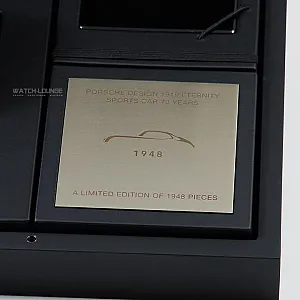 WATCH-LOUNGE
PORSCHE DESIGN 1919 ETERNITY
SPORTS CAR 70 YEARS
1948
A LIMITED EDITION OF 1948 PIECES